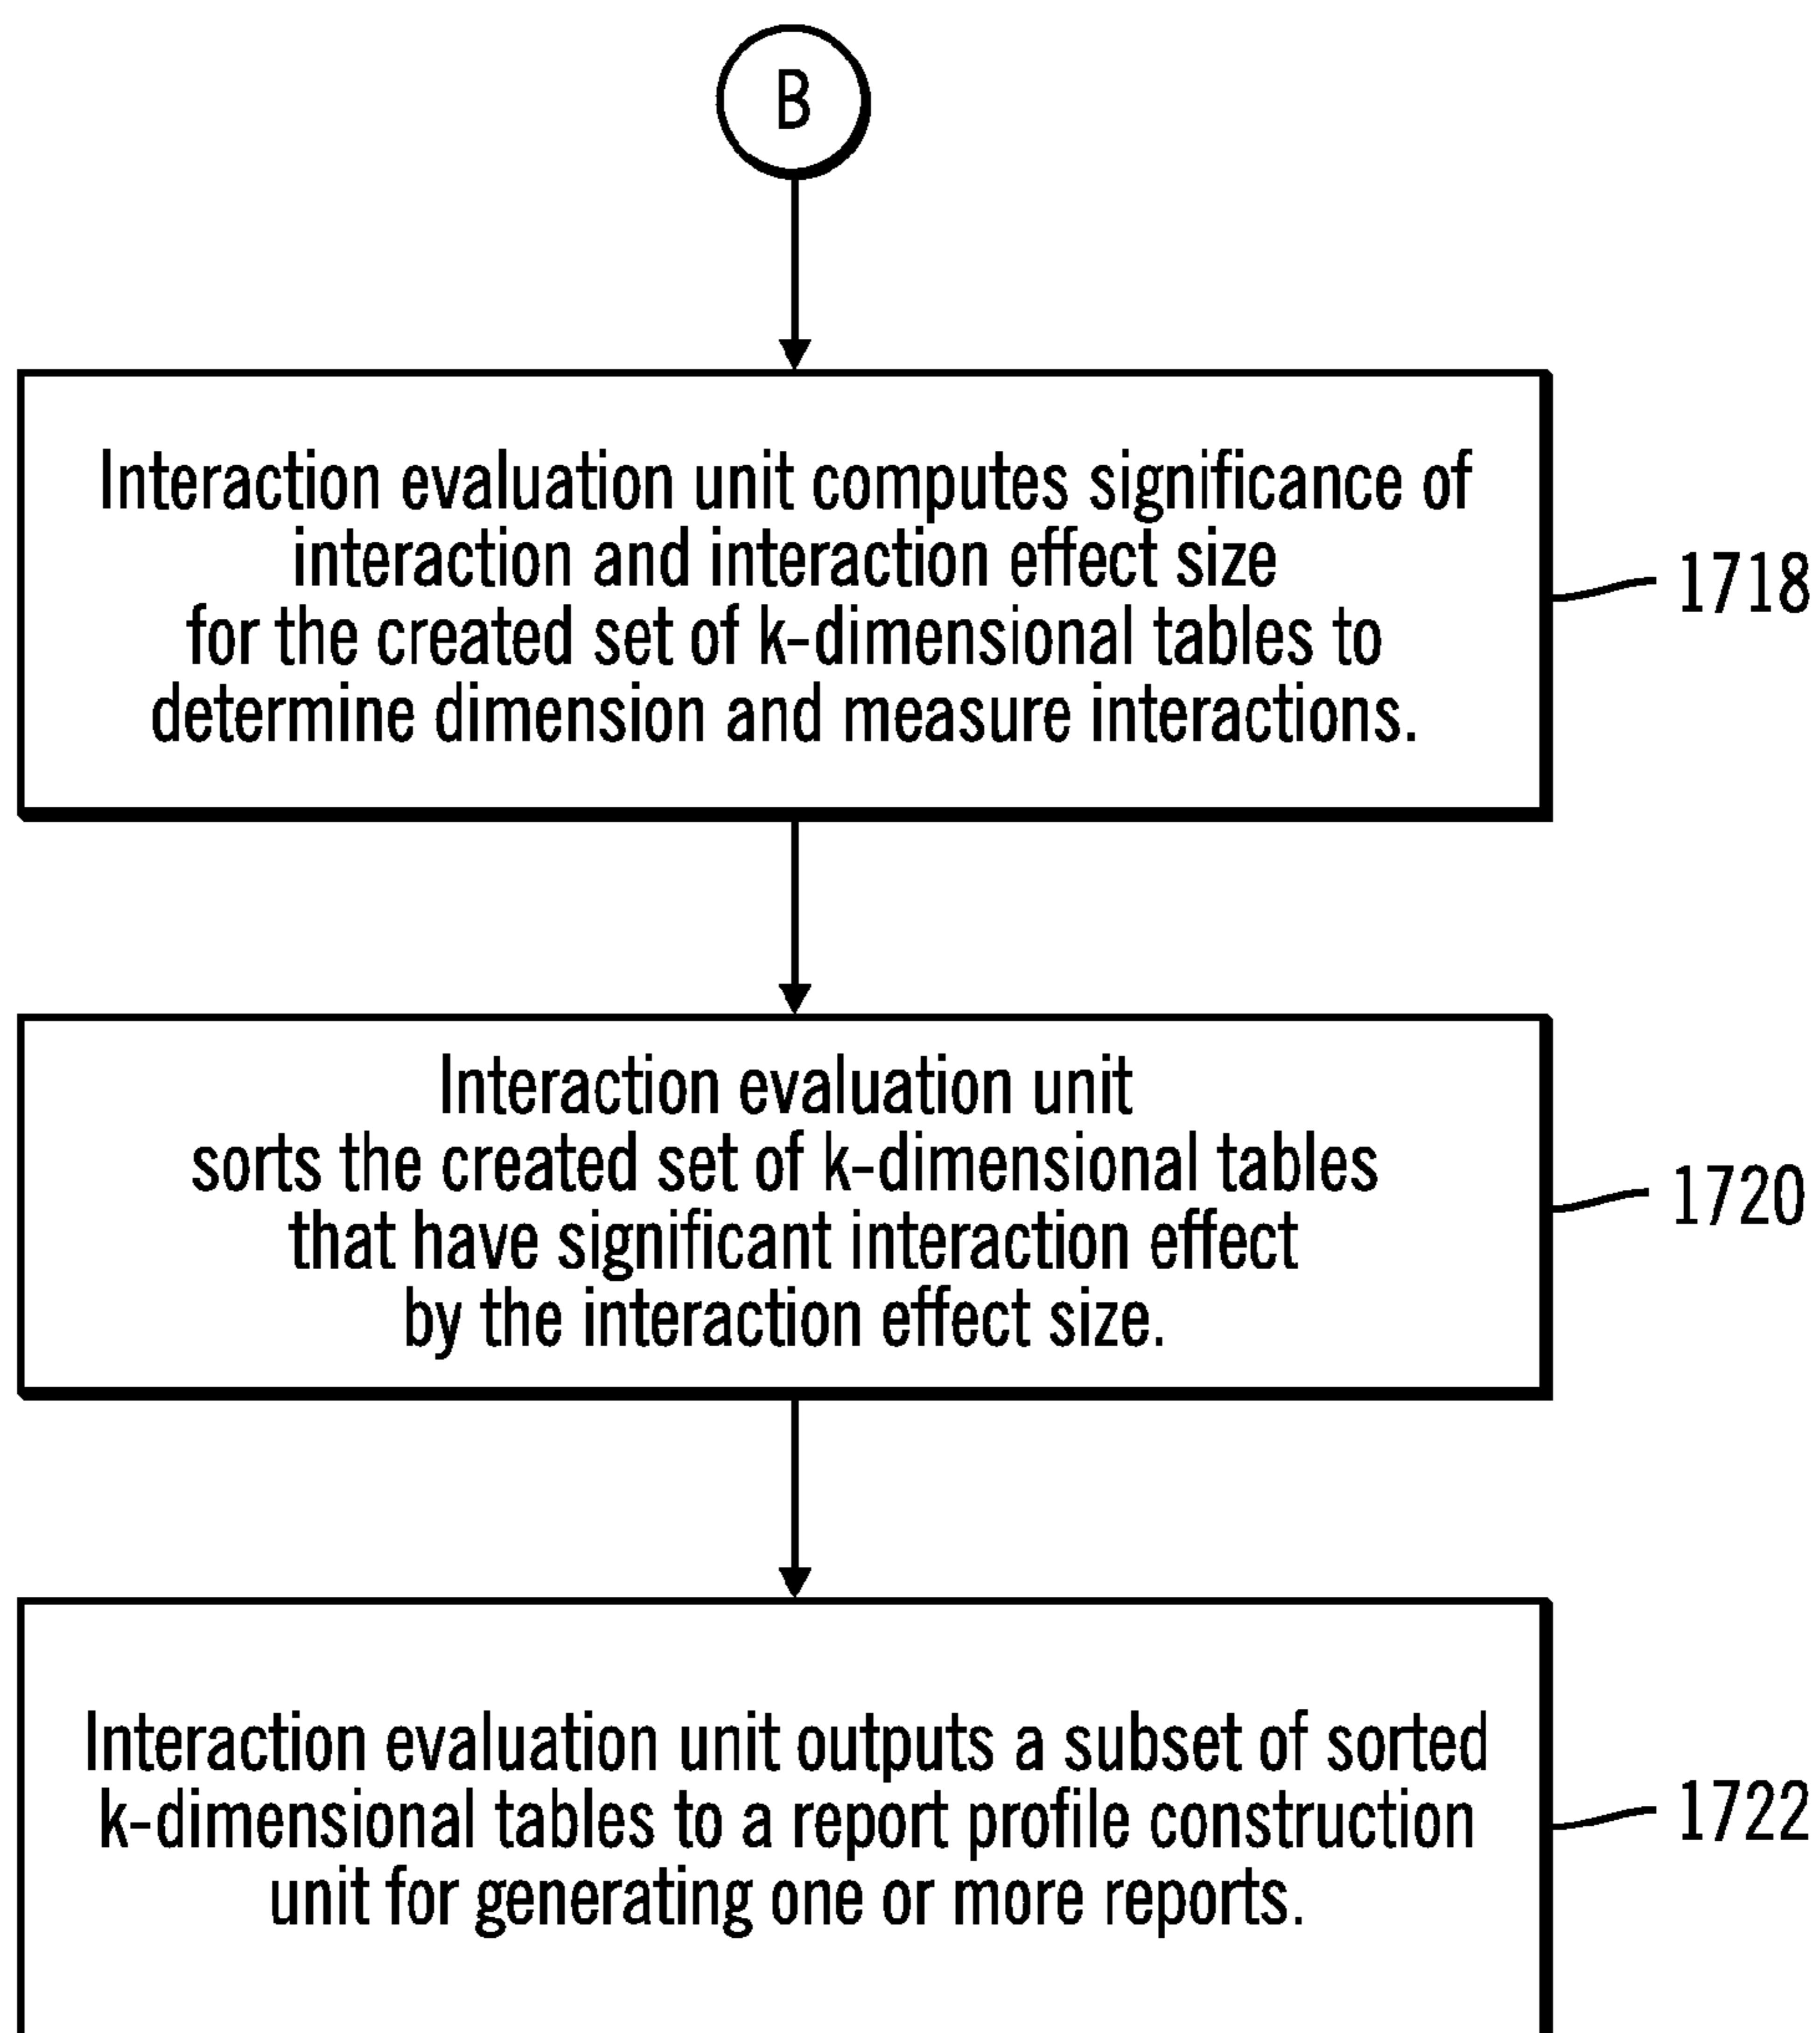 B
Interaction evaluation unit computes significance of
interaction and interaction effect size
for the created set of k-dimensional tables to
determine dimension and measure interactions.
1718
Interaction evaluation unit
sorts the created set of k-dimensional tables
that have significant interaction effect
by the interaction effect size.
1720
Interaction evaluation unit outputs a subset of sorted
k-dimensional tables to a report profile construction
unit for generating one or more reports.
1722